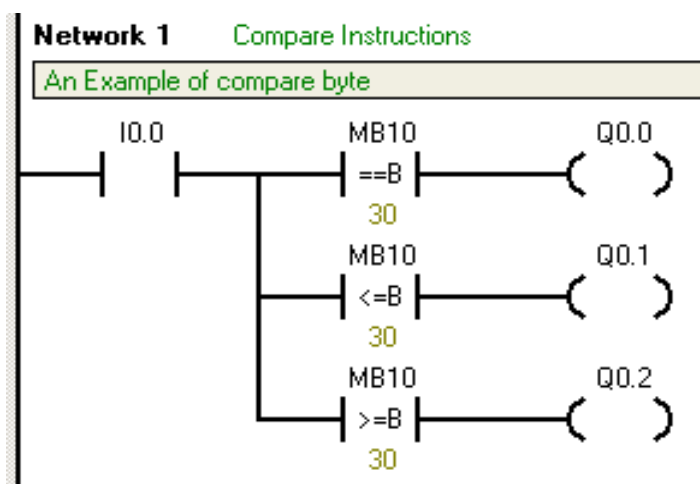 Network 1 Compare Instructions
An Example of compare byte
I0.0 MB10 Q0.0
==B
30
MB10 Q0.1
<=B
30
MB10 Q0.2
>=B
30